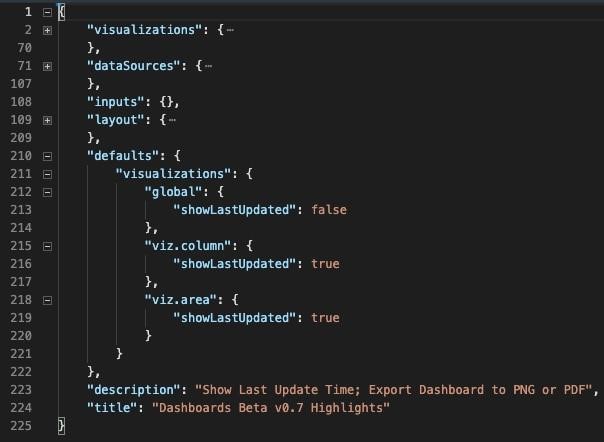 1 {
2 "visualizations": {⋯
70 },
71 "dataSources": {⋯
107 },
108 "inputs": {},
109 "layout": {⋯
209 },
210 "defaults": {
211 "visualizations": {
212 "global": {
213 "showLastUpdated": false
214 },
215 "viz.column": {
216 "showLastUpdated": true
217 },
218 "viz.area": {
219 "showLastUpdated": true
220 }
221 }
222 },
223 "description": "Show Last Update Time; Export Dashboard to PNG or PDF",
224 "title": "Dashboards Beta v0.7 Highlights"
225 }